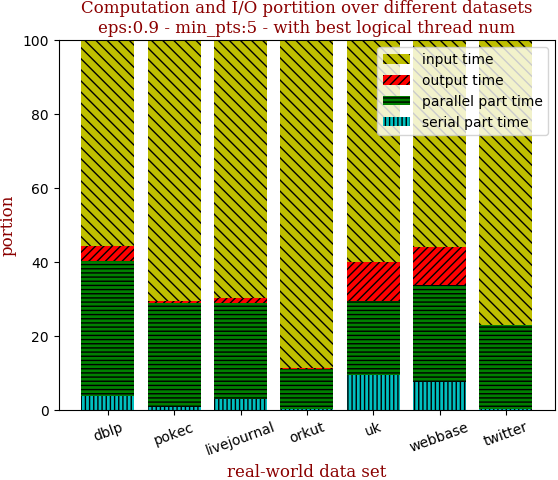 Computation and I/O portition over different datasets
eps:0.9 - min_pts:5 - with best logical thread num
input time
output time
parallel part time
serial part time
portion
100
80
60
40
20
0
dblp
pokec
livejournal
orkut
uk
webbase
twitter
real-world data set